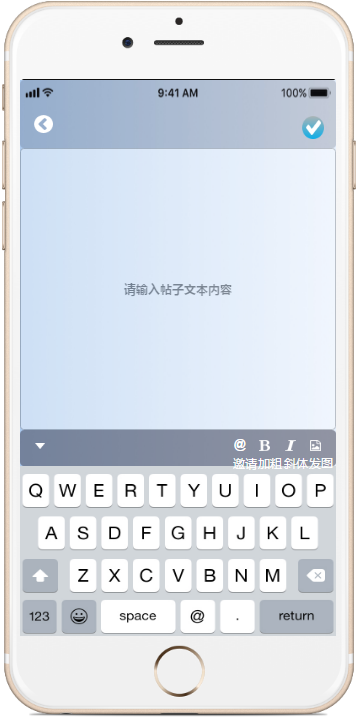 9:41 AM 100%
请输入帖子文本内容
@ B I
邀请加粗斜体发图
Q W E R T Y U I O P
A S D F G H J K L
Z X C V B N M
123 space @ . return